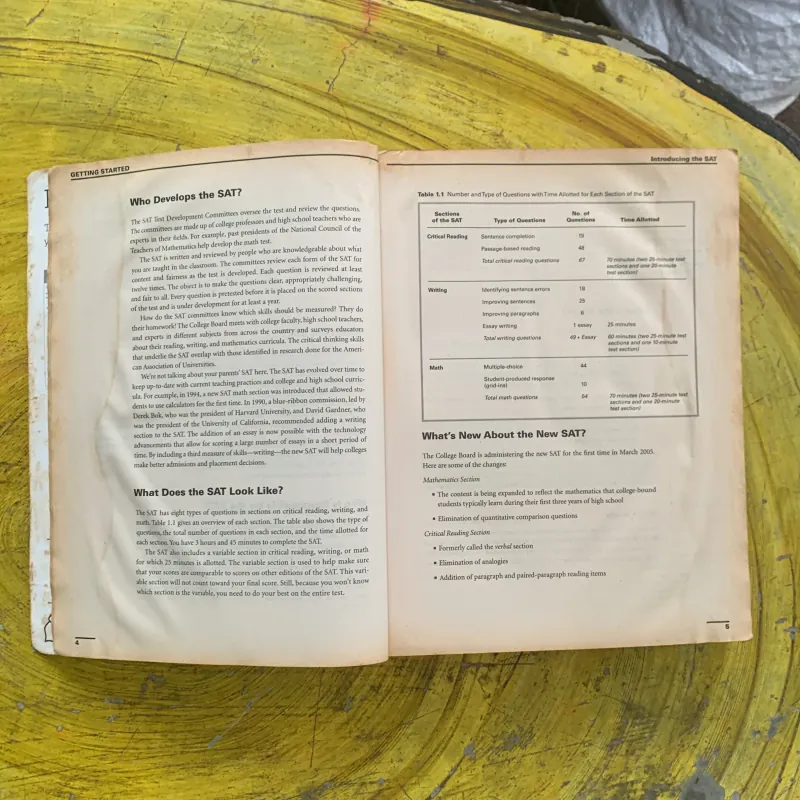 GETTING STARTED
Who Develops the SAT?
The SAT Test Development Committees oversee the test and review the questions.
The committees are made up of college professors and high school teachers who are
experts in their fields. For example, past presidents of the National Council of the
Teachers of Mathematics help develop the math test.
The SAT is written and reviewed by people who are knowledgeable about what
you are taught in the classroom. The committees review each form of the SAT for
content and fairness as the test is developed. Each question is reviewed at least
twelve times. The object is to make the questions clear, appropriately challenging,
and fair to all. Every question is pretested before it is placed on the scored sections
of the test and is under development for at least a year.
How do the SAT committees know which skills should be measured? They do
their homework! The College Board meets with college faculty, high school teachers,
and experts in different subjects from across the country and surveys educators
about their reading, writing, and mathematics curricula. The critical thinking skills
that underlie the SAT overlap with those identified in research done for the Ameri-
can Association of Universities.
We're not talking about your parents' SAT here. The SAT has evolved over time to
keep up-to-date with current teaching practices and college and high school curric-
ula. For example, in 1994, a new SAT math section was introduced that allowed stu-
dents to use calculators for the first time. In 1990, a blue-ribbon commission, led by
Derek Bok, who was the president of Harvard University, and David Gardner, who
was the president of the University of California, recommended adding a writing
section to the SAT. The addition of an essay is now possible with the technology
advancements that allow for scoring a large number of essays in a short period of
time. By including a third measure of skills—writing—the new SAT will help colleges
make better admissions and placement decisions.
What Does the SAT Look Like?
The SAT has eight types of questions in sections on critical reading, writing, and
math. Table 1.1 gives an overview of each section. The table also shows the type of
questions, the total number of questions in each section, and the time allotted for
each section. You have 3 hours and 45 minutes to complete the SAT.
The SAT also includes a variable section in critical reading, writing, or math
for which 25 minutes is allotted. The variable section is used to help make sure
that your scores are comparable to scores on other editions of the SAT. This vari-
able section will not count toward your final score. Still, because you won't know
which section is the variable, you need to do your best on the entire test.
4
Introducing the SAT
Table 1.1 Number and Type of Questions with Time Allotted for Each Section of the SAT
Sections of the SAT Type of Questions No. of Questions Time Allotted
Critical Reading Sentence completion 19
Passage-based reading 48
Total critical reading questions 67 70 minutes (two 25-minute test
sections and one 20-minute
test section)
Writing Identifying sentence errors 18
Improving sentences 25
Improving paragraphs 6
Essay writing 1 essay 25 minutes
Total writing questions 49 + Essay 60 minutes (two 25-minute test
sections and one 10-minute
test section)
Math Multiple-choice 44
Student-produced response
(grid-ins) 10
Total math questions 54 70 minutes (two 25-minute test
sections and one 20-minute
test section)
What's New About the New SAT?
The College Board is administering the new SAT for the first time in March 2005.
Here are some of the changes:
Mathematics Section
• The content is being expanded to reflect the mathematics that college-bound
students typically learn during their first three years of high school
• Elimination of quantitative comparison questions
Critical Reading Section
• Formerly called the verbal section
• Elimination of analogies
• Addition of paragraph and paired-paragraph reading items
5